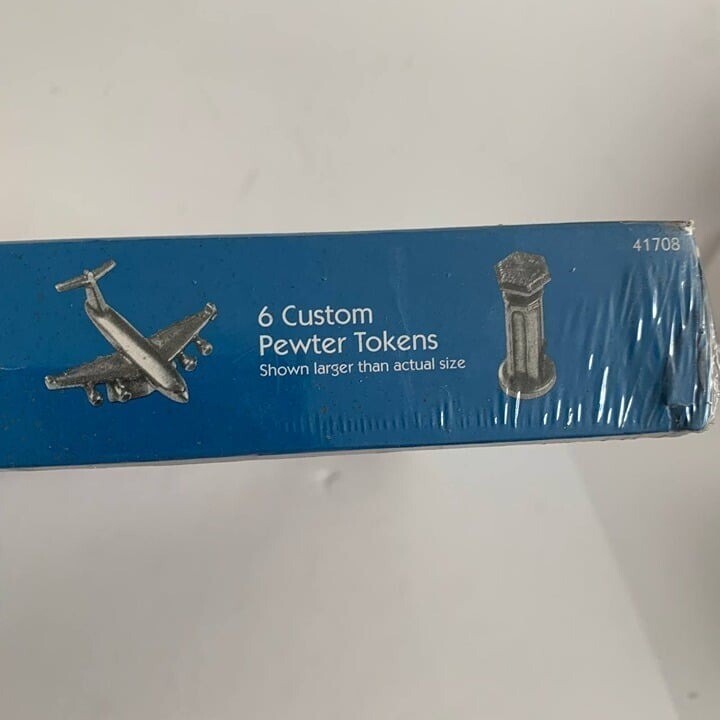 41708
6 Custom
Pewter Tokens
Shown larger than actual size